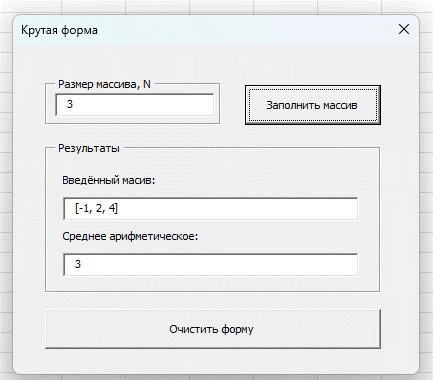 Крутая форма
Размер массива, N
3
Заполнить массив
Результаты
Введённый масив:
[-1, 2, 4]
Среднее арифметическое:
3
Очистить форму